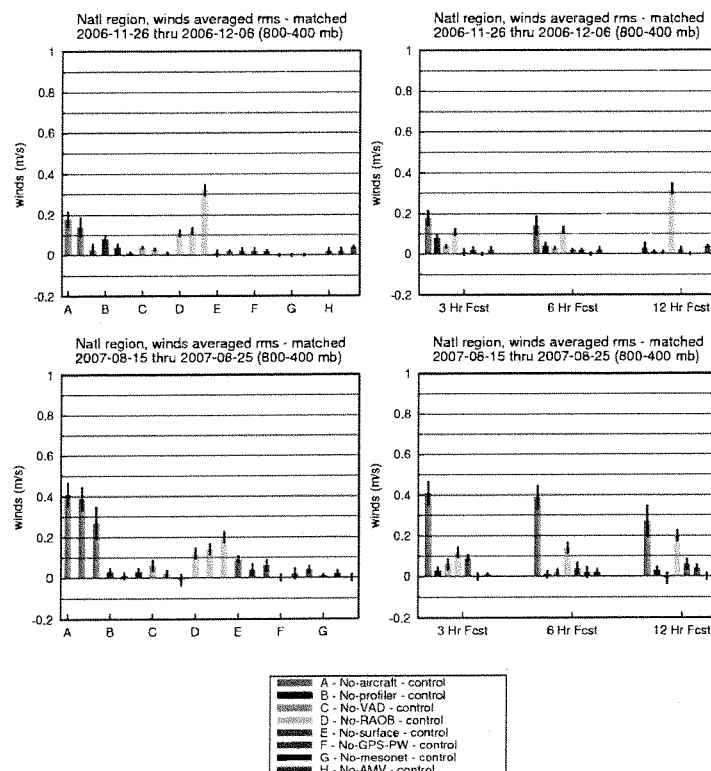 Natl region, winds averaged rms - matched
2006-11-26 thru 2006-12-06 (800-400 mb)
1
0.8
0.6
0.4
0.2
0
-0.2
winds (m/s)
A B C D E F G H
Natl region, winds averaged rms - matched
2006-11-26 thru 2006-12-06 (800-400 mb)
1
0.8
0.6
0.4
0.2
0
-0.2
winds (m/s)
3 Hr Fcst 6 Hr Fcst 12 Hr Fcst
Natl region, winds averaged rms - matched
2007-08-15 thru 2007-08-25 (800-400 mb)
1
0.8
0.6
0.4
0.2
0
-0.2
winds (m/s)
A B C D E F G
Natl region, winds averaged rms - matched
2007-08-15 thru 2007-08-25 (800-400 mb)
1
0.8
0.6
0.4
0.2
0
-0.2
winds (m/s)
3 Hr Fcst 6 Hr Fcst 12 Hr Fcst
A - No-aircraft - control
B - No-profiler - control
C - No-VAD - control
D - No-RAOB - control
E - No-surface - control
F - No-GPS-PW - control
G - No-mesonet - control
H - No-AMV - control